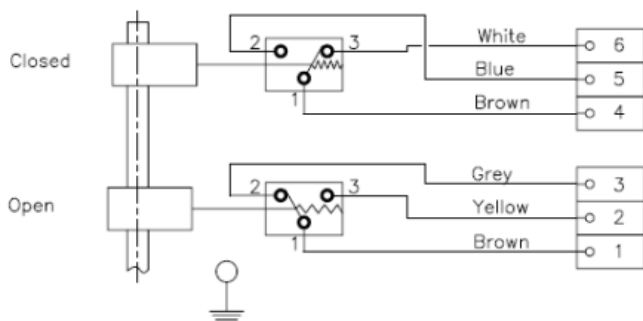 2 3 White 6
Closed Blue 5
1 Brown 4
Grey 3
2 3
Open Yellow 2
1 Brown 1